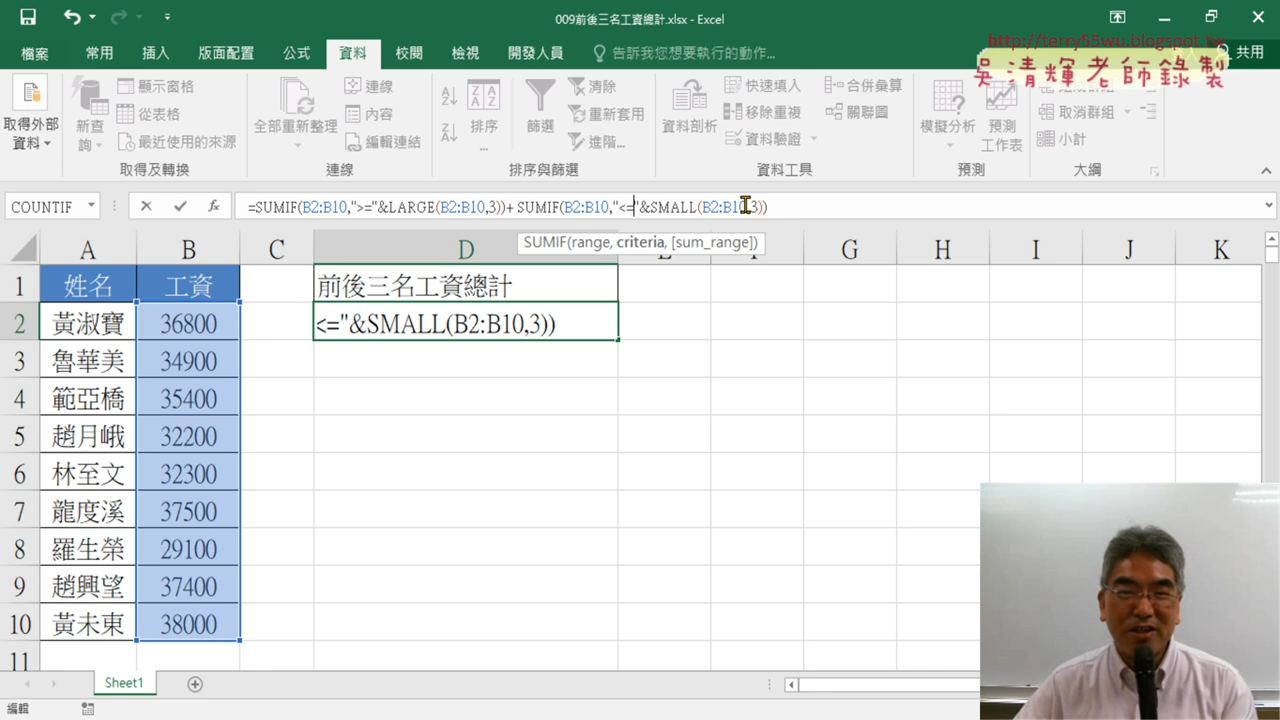 009前後三名工資總計.xlsx - Excel
http://terry55wu.blogspot.tw
吳清輝老師錄製
檔案 常用 插入 版面配置 公式 資料 校閱 檢視 開發人員 告訴我您想要執行的動作... 共用
取得外部資料
新查詢
顯示窗格
從表格
最近使用的來源
取得及轉換
全部重新整理
連線
內容
編輯連結
連線
排序...
篩選
清除
重新套用
進階...
排序與篩選
資料剖析
快速填入
移除重複
資料驗證
合併彙算
關聯圖
資料工具
模擬分析
預測工作表
預測
取消群組
小計
大綱
COUNTIF
=SUMIF(B2:B10,">="&LARGE(B2:B10,3))+ SUMIF(B2:B10,"<="&SMALL(B2:B10,3))
SUMIF(range, criteria, [sum_range])
A B C D G H I J K
1 姓名 工資 前後三名工資總計
2 黃淑寶 36800 <="&SMALL(B2:B10,3))
3 魯華美 34900
4 範亞橋 35400
5 趙月峨 32200
6 林至文 32300
7 龍度溪 37500
8 羅生榮 29100
9 趙興望 37400
10 黃未東 38000
11
Sheet1
編輯